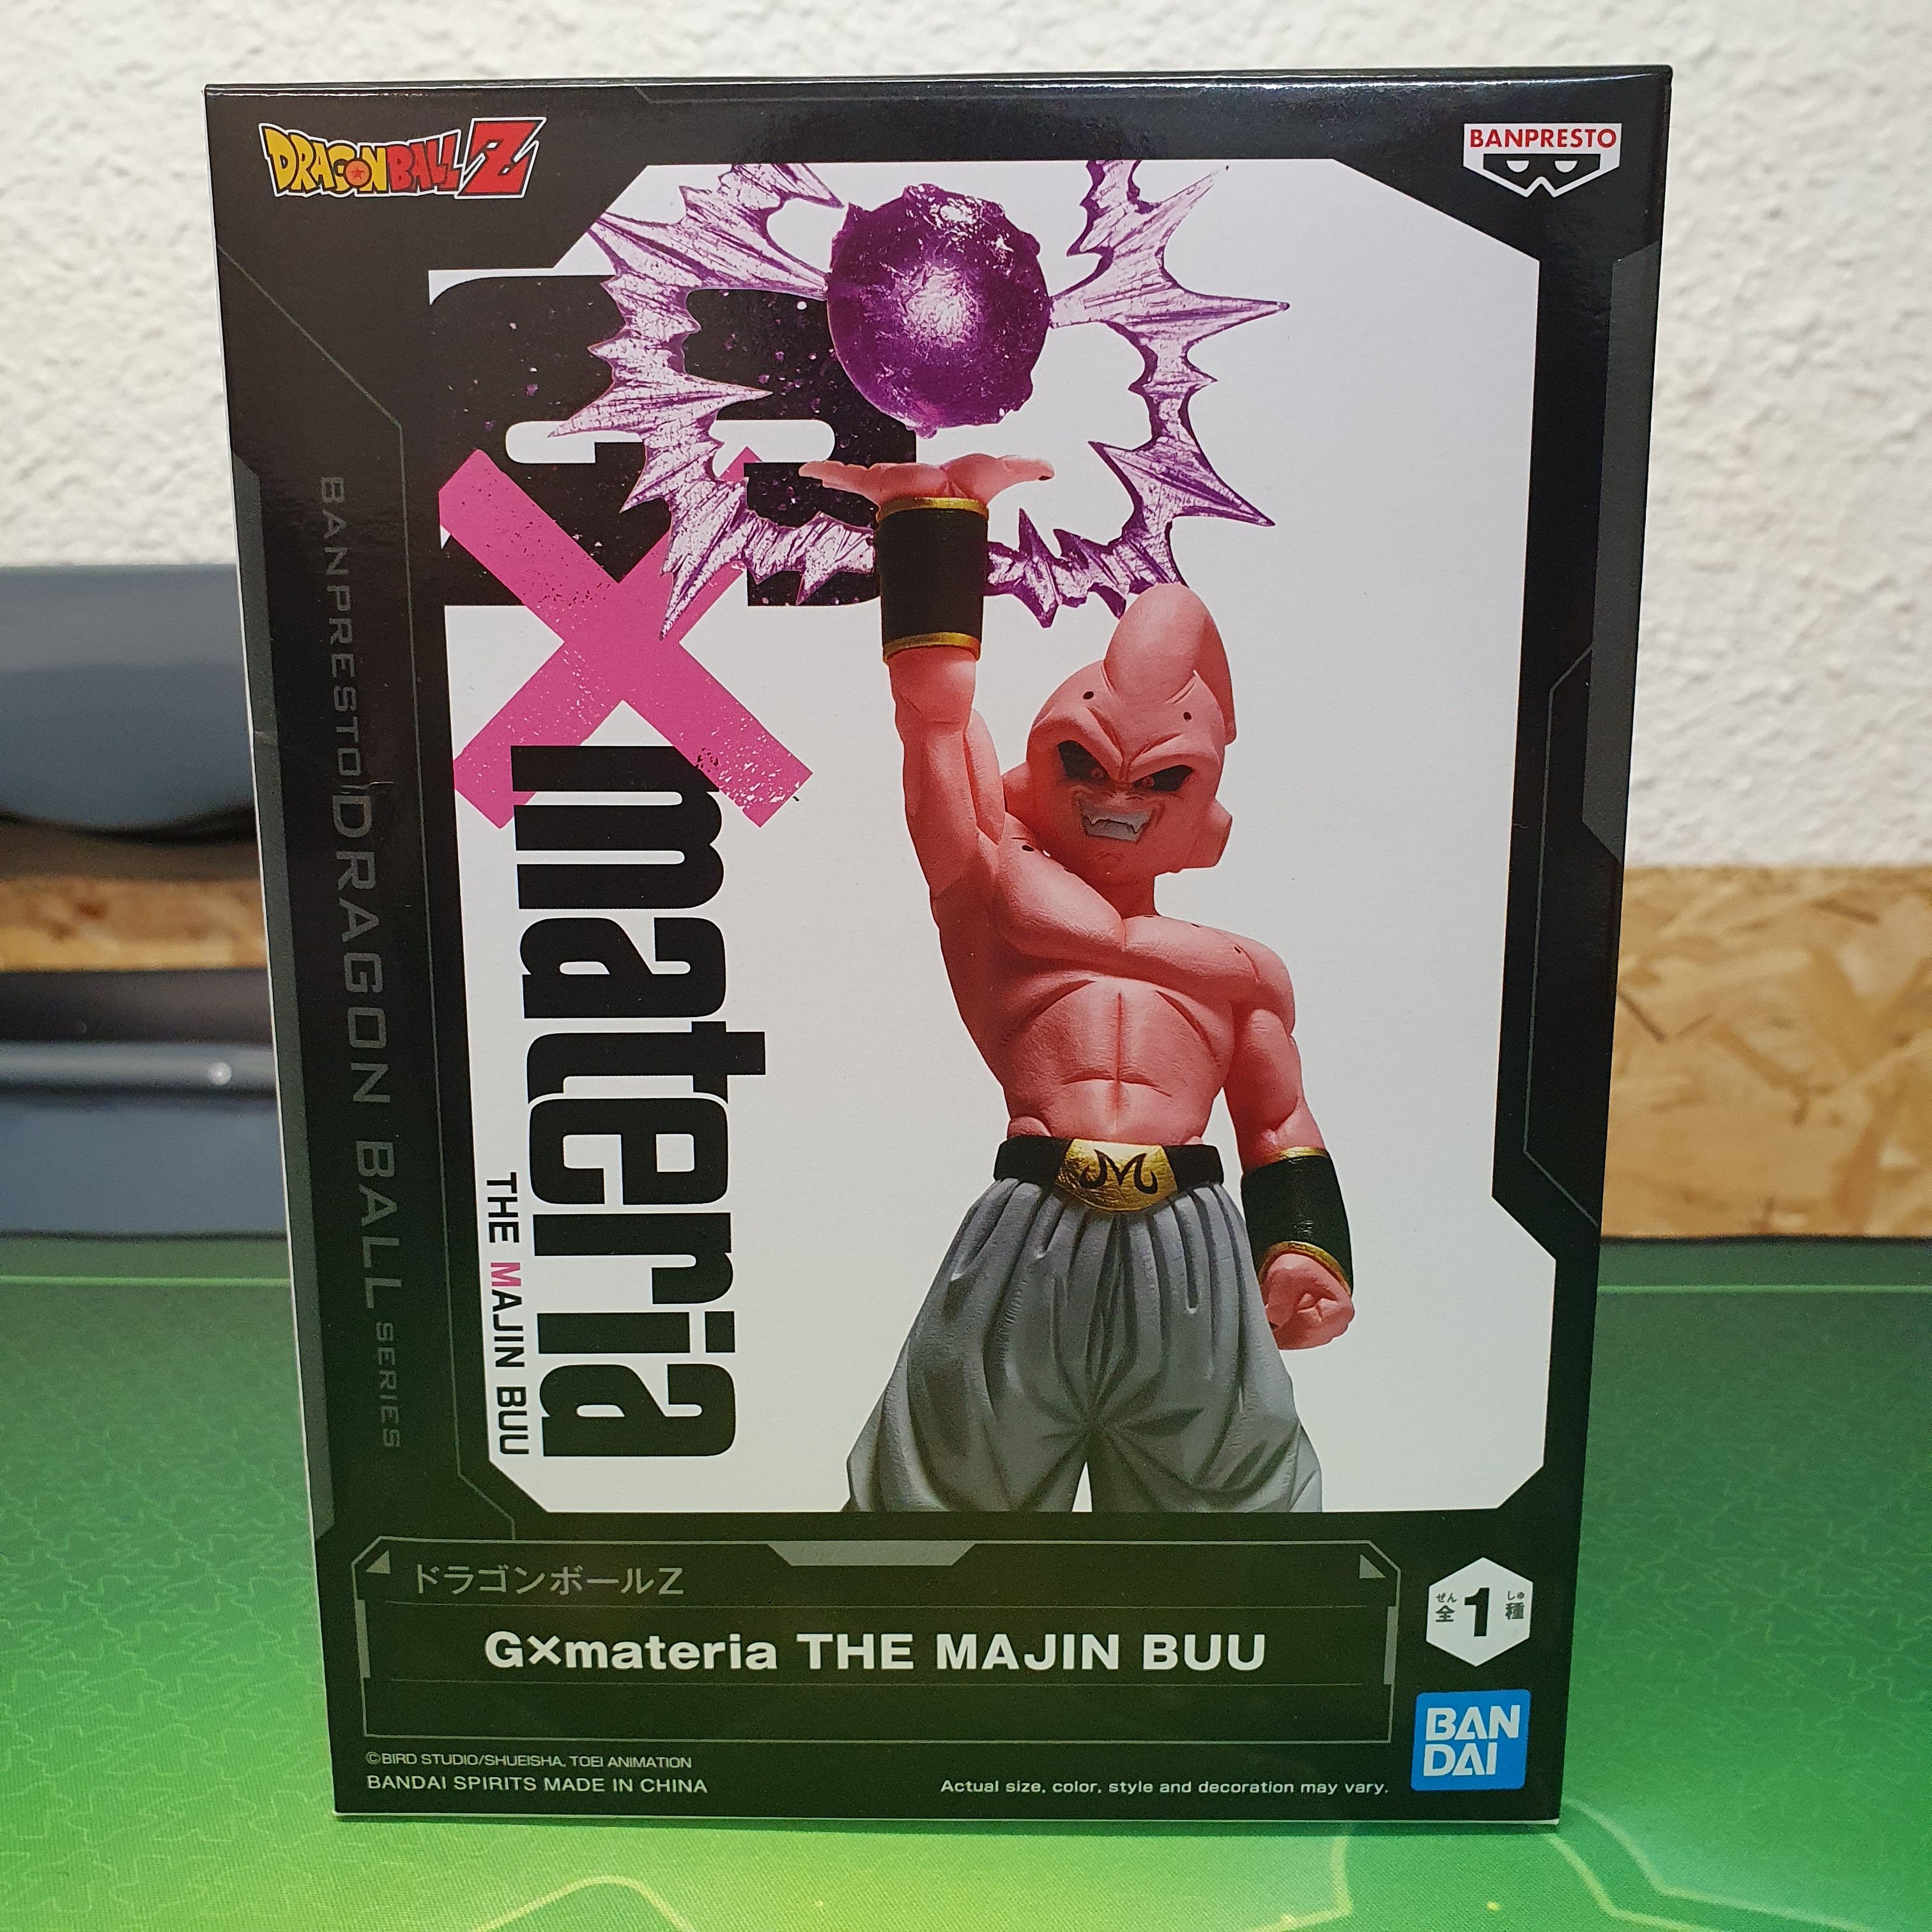 DRAGONBALL Z
BANPRESTO
G×materia
THE MAJIN BUU
BANPRESTO DRAGON BALL SERIES
M
ドラゴンボールZ
G×materia THE MAJIN BUU
ぜん しゅ
全1種
BAN
DAI
©BIRD STUDIO/SHUEISHA, TOEI ANIMATION
BANDAI SPIRITS MADE IN CHINA
Actual size, color, style and decoration may vary.